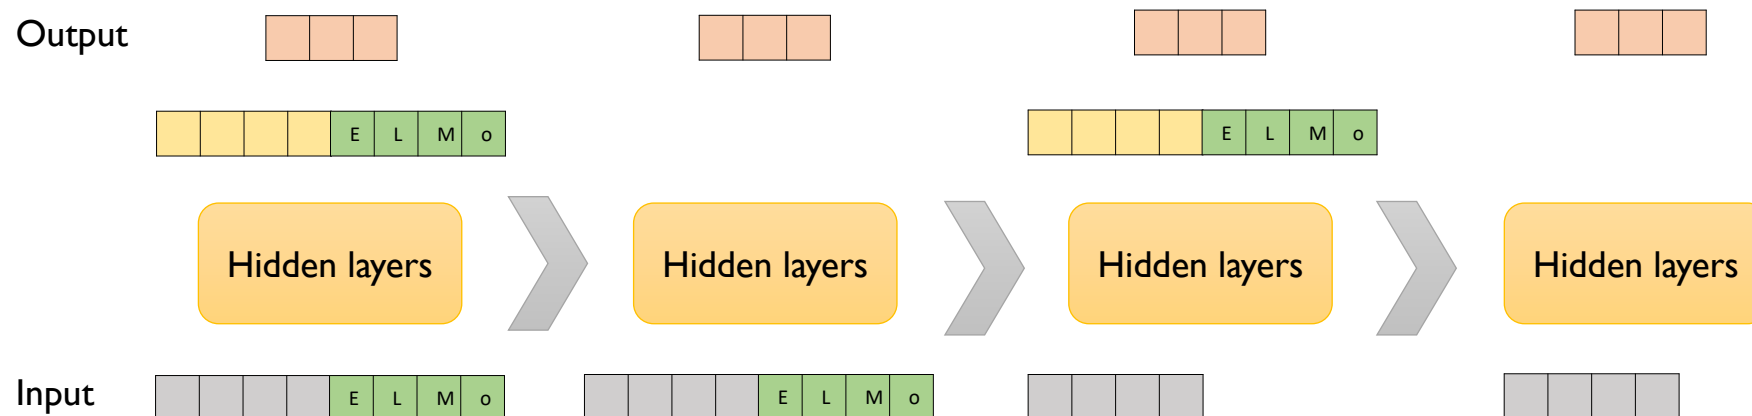 Output
E L M o E L M o
Hidden layers Hidden layers Hidden layers Hidden layers
Input E L M o E L M o